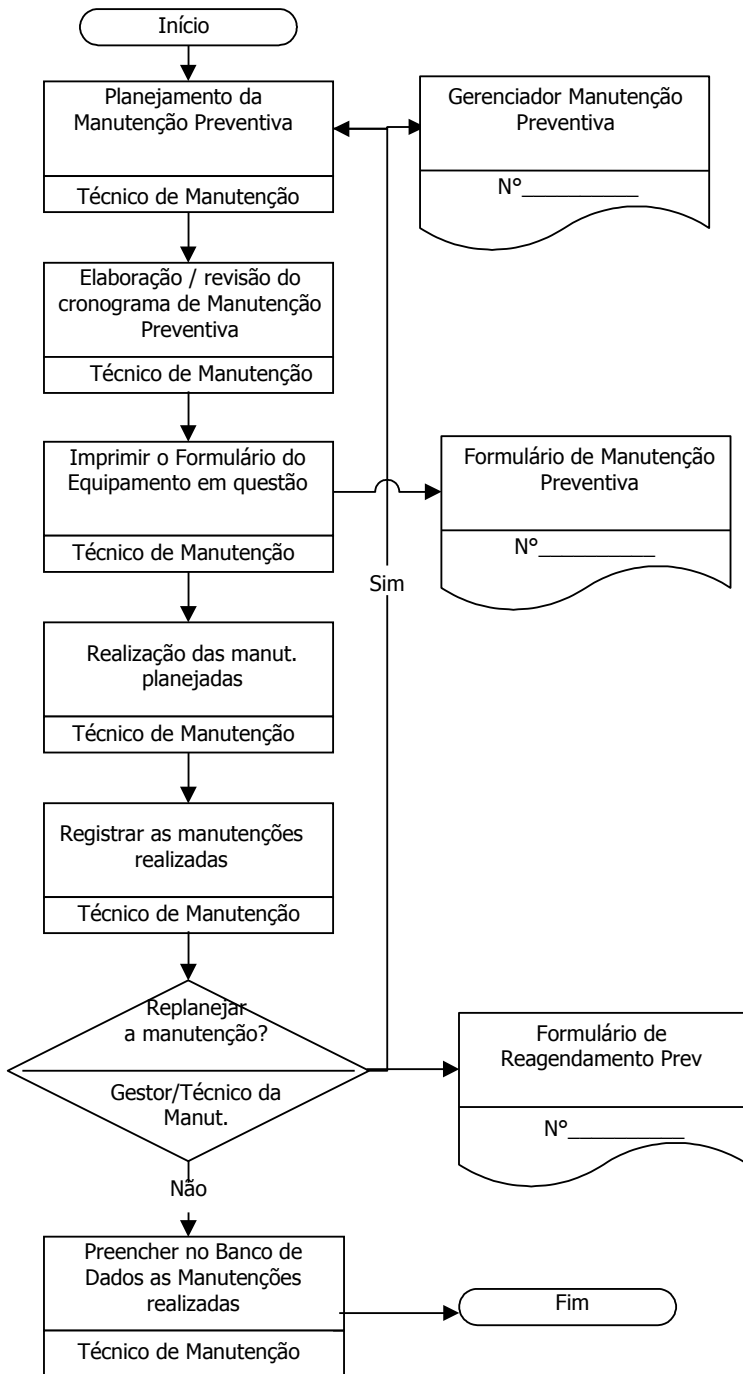 Início
Planejamento da
Manutenção Preventiva
Técnico de Manutenção
Gerenciador Manutenção
Preventiva
N°___________
Elaboração / revisão do
cronograma de Manutenção
Preventiva
Técnico de Manutenção
Imprimir o Formulário do
Equipamento em questão
Técnico de Manutenção
Formulário de Manutenção
Preventiva
N°___________
Sim
Realização das manut.
planejadas
Técnico de Manutenção
Registrar as manutenções
realizadas
Técnico de Manutenção
Replanejar
a manutenção?
Gestor/Técnico da
Manut.
Formulário de
Reagendamento Prev
N°___________
Não
Preencher no Banco de
Dados as Manutenções
realizadas
Técnico de Manutenção
Fim